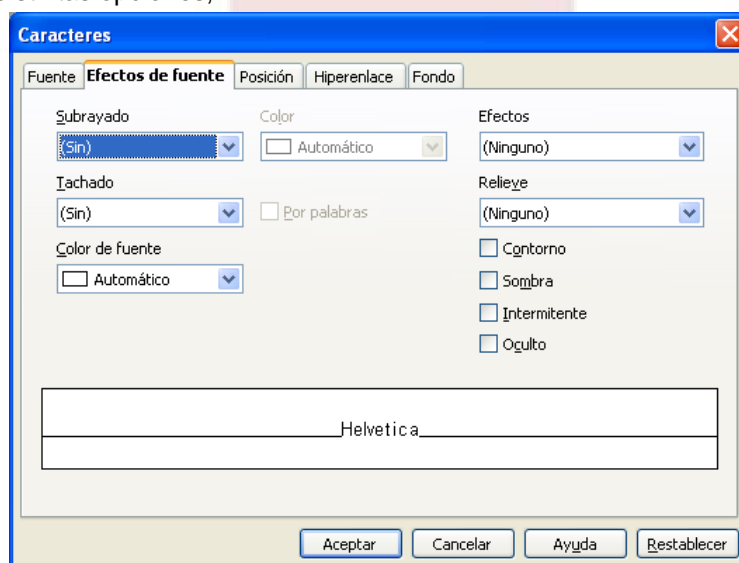 Caracteres
Fuente Efectos de fuente Posición Hiperenlace Fondo
Subrayado Color Efectos
(Sin) Automático (Ninguno)
Tachado Relieve
(Sin) Por palabras (Ninguno)
Color de fuente Contorno
Automático Sombra
Intermitente
Oculto
Helvetica
Aceptar Cancelar Ayuda Restablecer